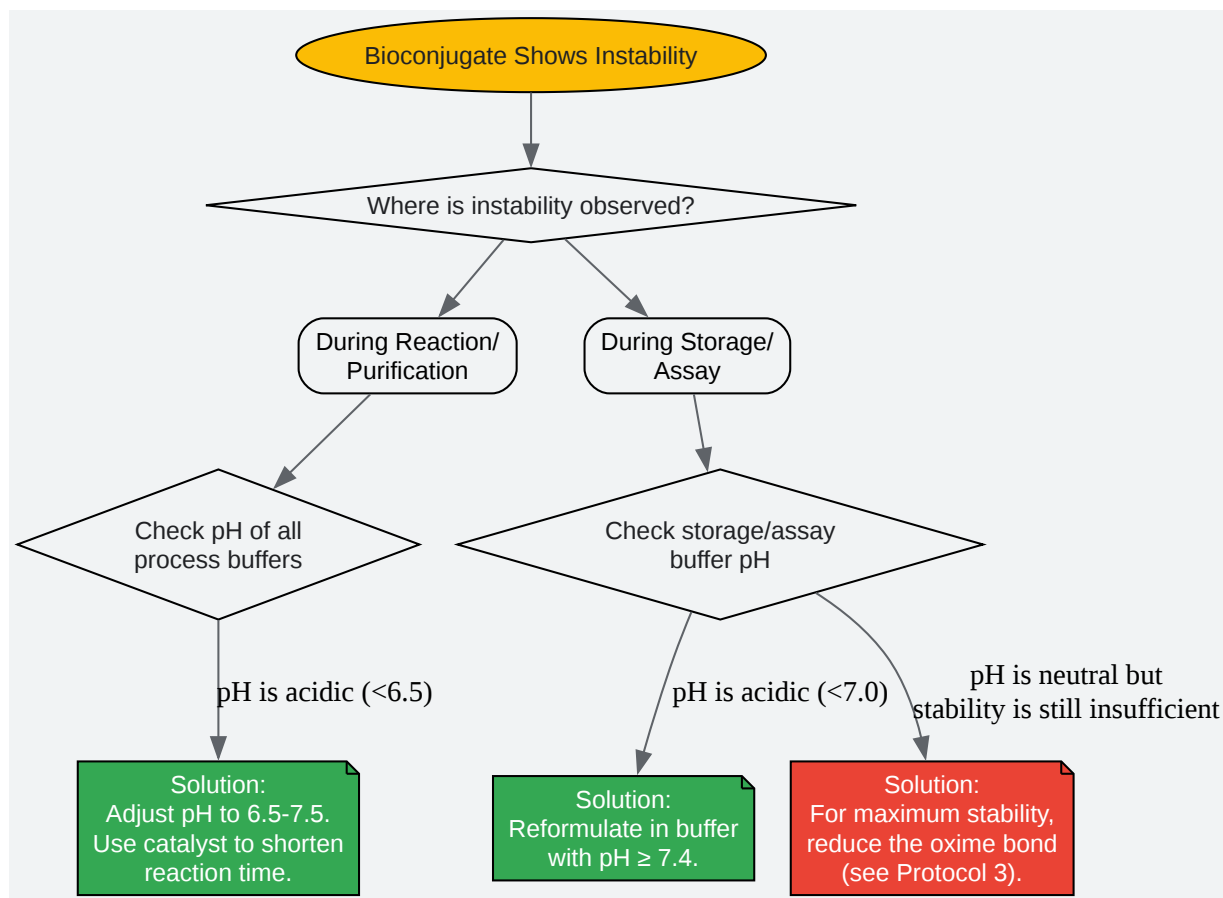 Bioconjugate Shows Instability
Where is instability observed?
During Reaction/
Purification
During Storage/
Assay
Check pH of all
process buffers
Check storage/assay
buffer pH
pH is acidic (<6.5)
pH is acidic (<7.0)
pH is neutral but
stability is still insufficient
Solution:
Adjust pH to 6.5-7.5.
Use catalyst to shorten
reaction time.
Solution:
Reformulate in buffer
with pH ≥ 7.4.
Solution:
For maximum stability,
reduce the oxime bond
(see Protocol 3).